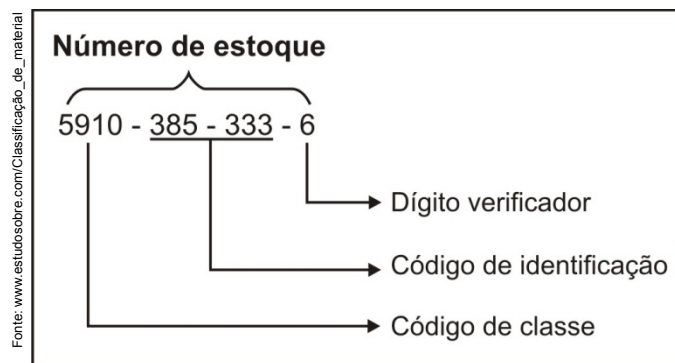 Número de estoque
5910 - 385 - 333 - 6
Dígito verificador
Código de identificação
Código de classe
Fonte: www.estudosobre.com/Classificação_de_material